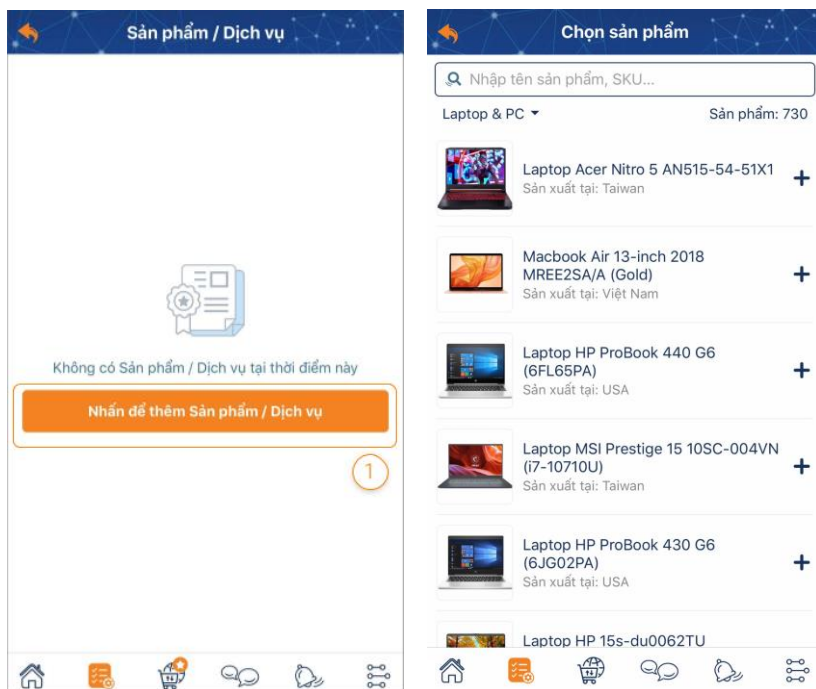 Sản phẩm / Dịch vụ
Không có Sản phẩm / Dịch vụ tại thời điểm này
Nhấn để thêm Sản phẩm / Dịch vụ
1
Chọn sản phẩm
Nhập tên sản phẩm, SKU...
Laptop & PC
Sản phẩm: 730
Laptop Acer Nitro 5 AN515-54-51X1
Sản xuất tại: Taiwan
Macbook Air 13-inch 2018
MREE2SA/A (Gold)
Sản xuất tại: Việt Nam
Laptop HP ProBook 440 G6
(6FL65PA)
Sản xuất tại: USA
Laptop MSI Prestige 15 10SC-004VN
(i7-10710U)
Sản xuất tại: Taiwan
Laptop HP ProBook 430 G6
(6JG02PA)
Sản xuất tại: USA
Laptop HP 15s-du0062TU